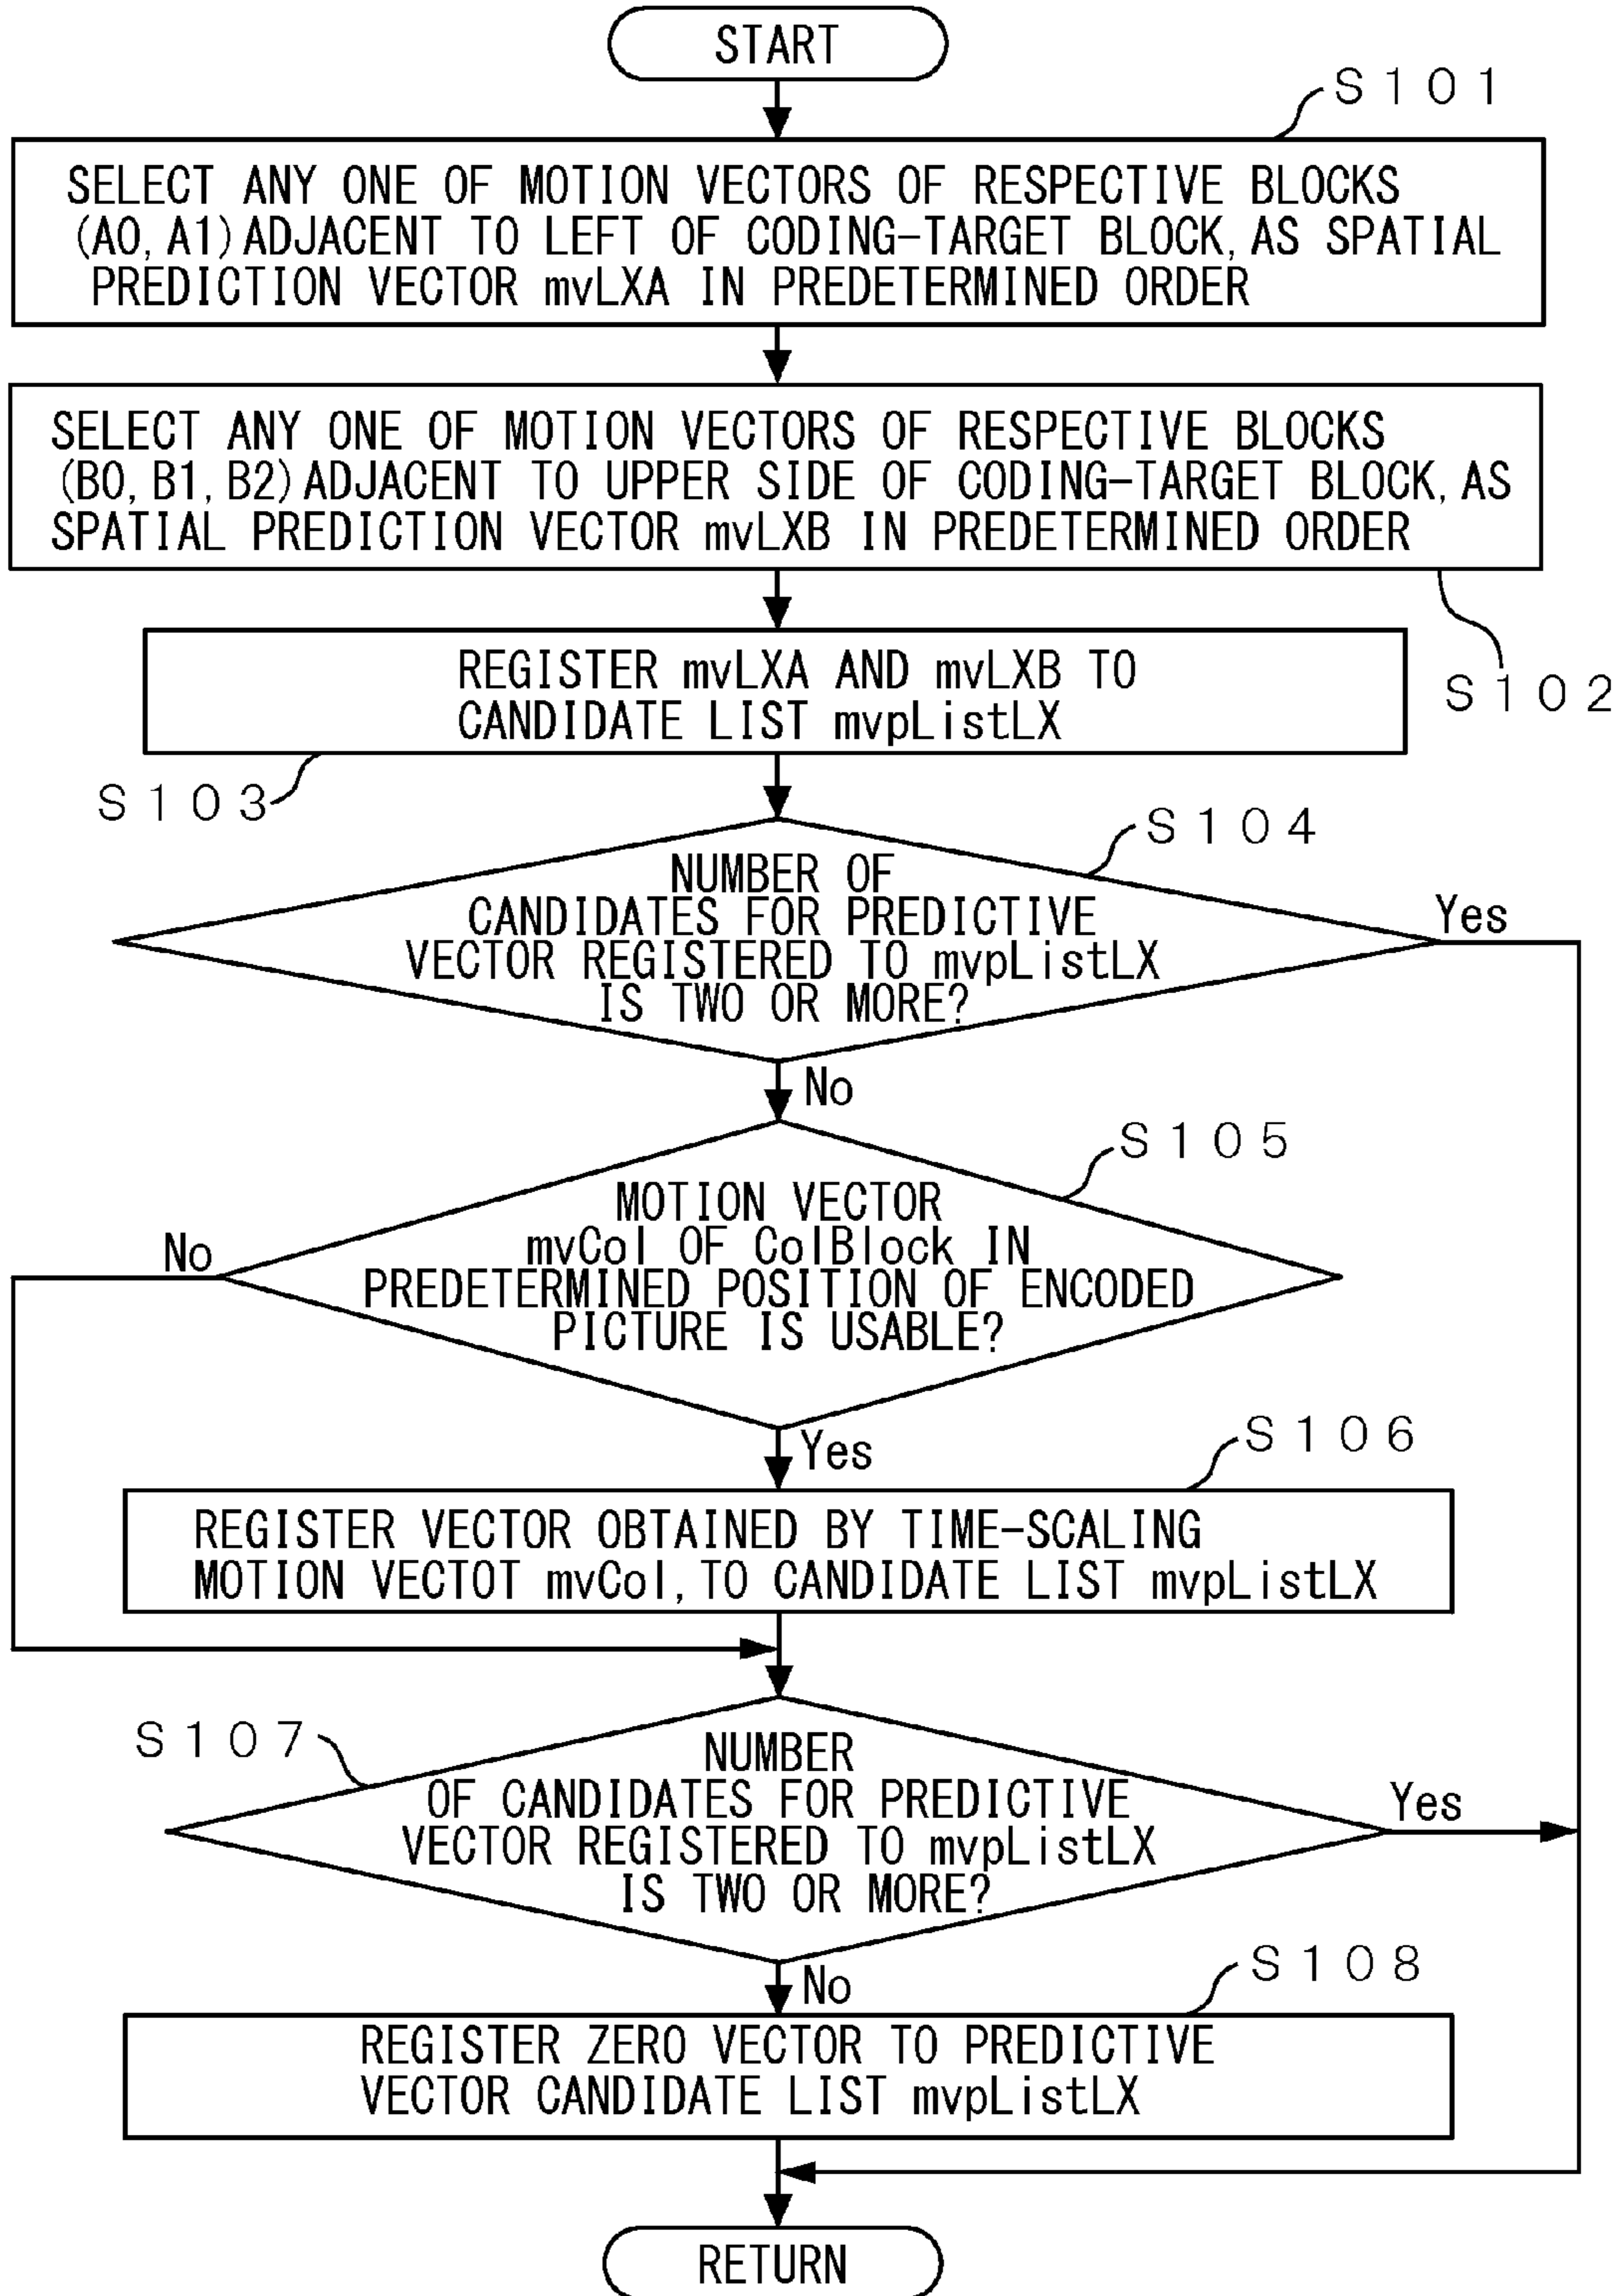 START
S101
SELECT ANY ONE OF MOTION VECTORS OF RESPECTIVE BLOCKS
(A0, A1) ADJACENT TO LEFT OF CODING-TARGET BLOCK, AS SPATIAL
PREDICTION VECTOR mvLXA IN PREDETERMINED ORDER
SELECT ANY ONE OF MOTION VECTORS OF RESPECTIVE BLOCKS
(B0, B1, B2) ADJACENT TO UPPER SIDE OF CODING-TARGET BLOCK, AS
SPATIAL PREDICTION VECTOR mvLXB IN PREDETERMINED ORDER
S102
REGISTER mvLXA AND mvLXB TO
CANDIDATE LIST mvpListLX
S103
S104
NUMBER OF
CANDIDATES FOR PREDICTIVE
VECTOR REGISTERED TO mvpListLX
IS TWO OR MORE?
Yes
No
S105
MOTION VECTOR
mvCol OF ColBlock IN
PREDETERMINED POSITION OF ENCODED
PICTURE IS USABLE?
No
Yes
S106
REGISTER VECTOR OBTAINED BY TIME-SCALING
MOTION VECTOT mvCol, TO CANDIDATE LIST mvpListLX
S107
NUMBER
OF CANDIDATES FOR PREDICTIVE
VECTOR REGISTERED TO mvpListLX
IS TWO OR MORE?
Yes
No
S108
REGISTER ZERO VECTOR TO PREDICTIVE
VECTOR CANDIDATE LIST mvpListLX
RETURN